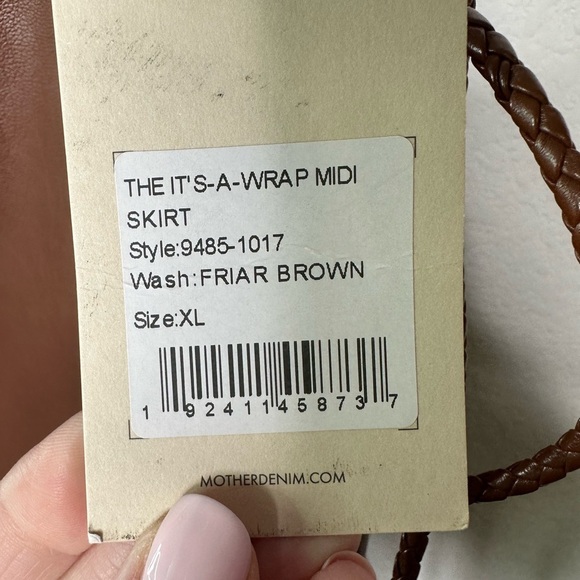 THE IT'S-A-WRAP MIDI
SKIRT
Style:9485-1017
Wash:FRIAR BROWN
Size:XL
1 92411 45873 7
MOTHERDENIM.COM